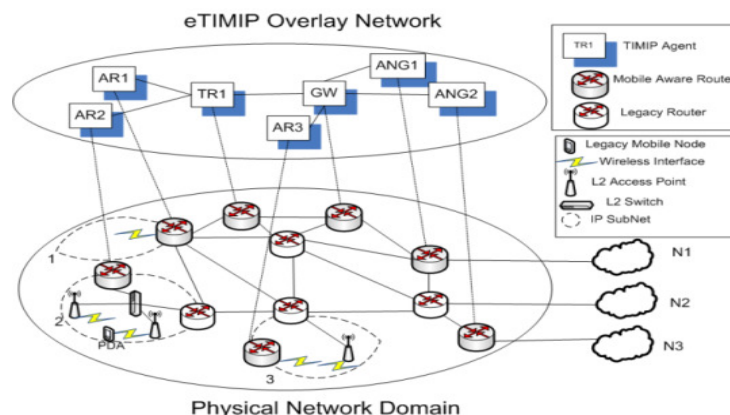 eTIMIP Overlay Network
AR1
AR2
TR1
AR3
GW
ANG1
ANG2
TR1 TIMIP Agent
Mobile Aware Route
Legacy Router
Legacy Mobile Node
Wireless Interface
L2 Access Point
L2 Switch
IP SubNet
1
2
PDA
3
N1
N2
N3
Physical Network Domain